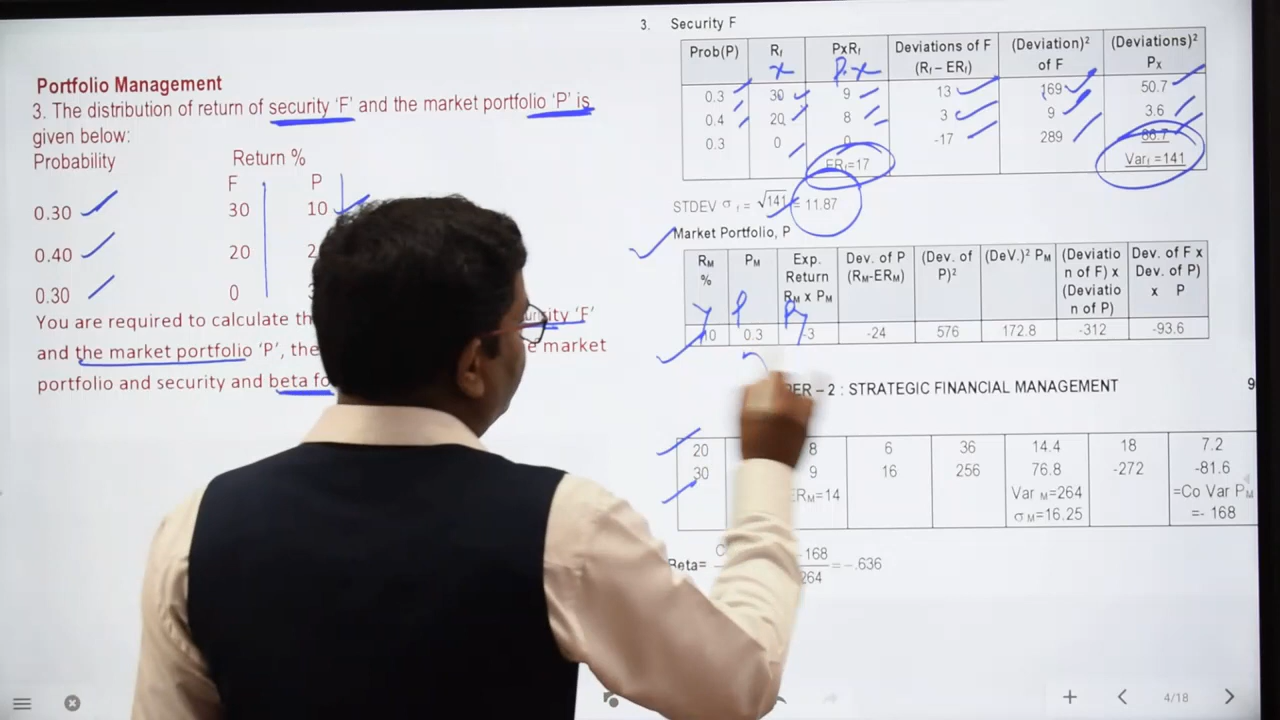 Portfolio Management
3. The distribution of return of security 'F' and the market portfolio 'P' is
given below:
Probability Return %
F P
0.30 30 10
0.40 20 2
0.30 0
You are required to calculate th urity 'F'
and the market portfolio 'P', the e market
portfolio and security and beta fo
3. Security F
Prob(P) Rf PxRf Deviations of F (Rf – ERf) (Deviation)² of F (Deviations)² Px
x P.x
0.3 30 9 13 169 50.7
0.4 20 8 3 9 3.6
0.3 0 0 -17 289 86.7
ERf=17 Varf =141
STDEV σ f = √141 = 11.87
Market Portfolio, P
RM % PM Exp. Return RM x PM Dev. of P (RM-ERM) (Dev. of P)² (DeV.)² PM (Deviatio n of F) x (Deviatio n of P) Dev. of F x Dev. of P) x P
y P Py
-10 0.3 -3 -24 576 172.8 -312 -93.6
PER – 2 : STRATEGIC FINANCIAL MANAGEMENT 9
20 8 6 36 14.4 18 7.2
30 9 16 256 76.8 -272 -81.6
ERM=14 Var M=264 =Co Var PM
σM=16.25 =- 168
Beta= -168
264 = -.636
4/18